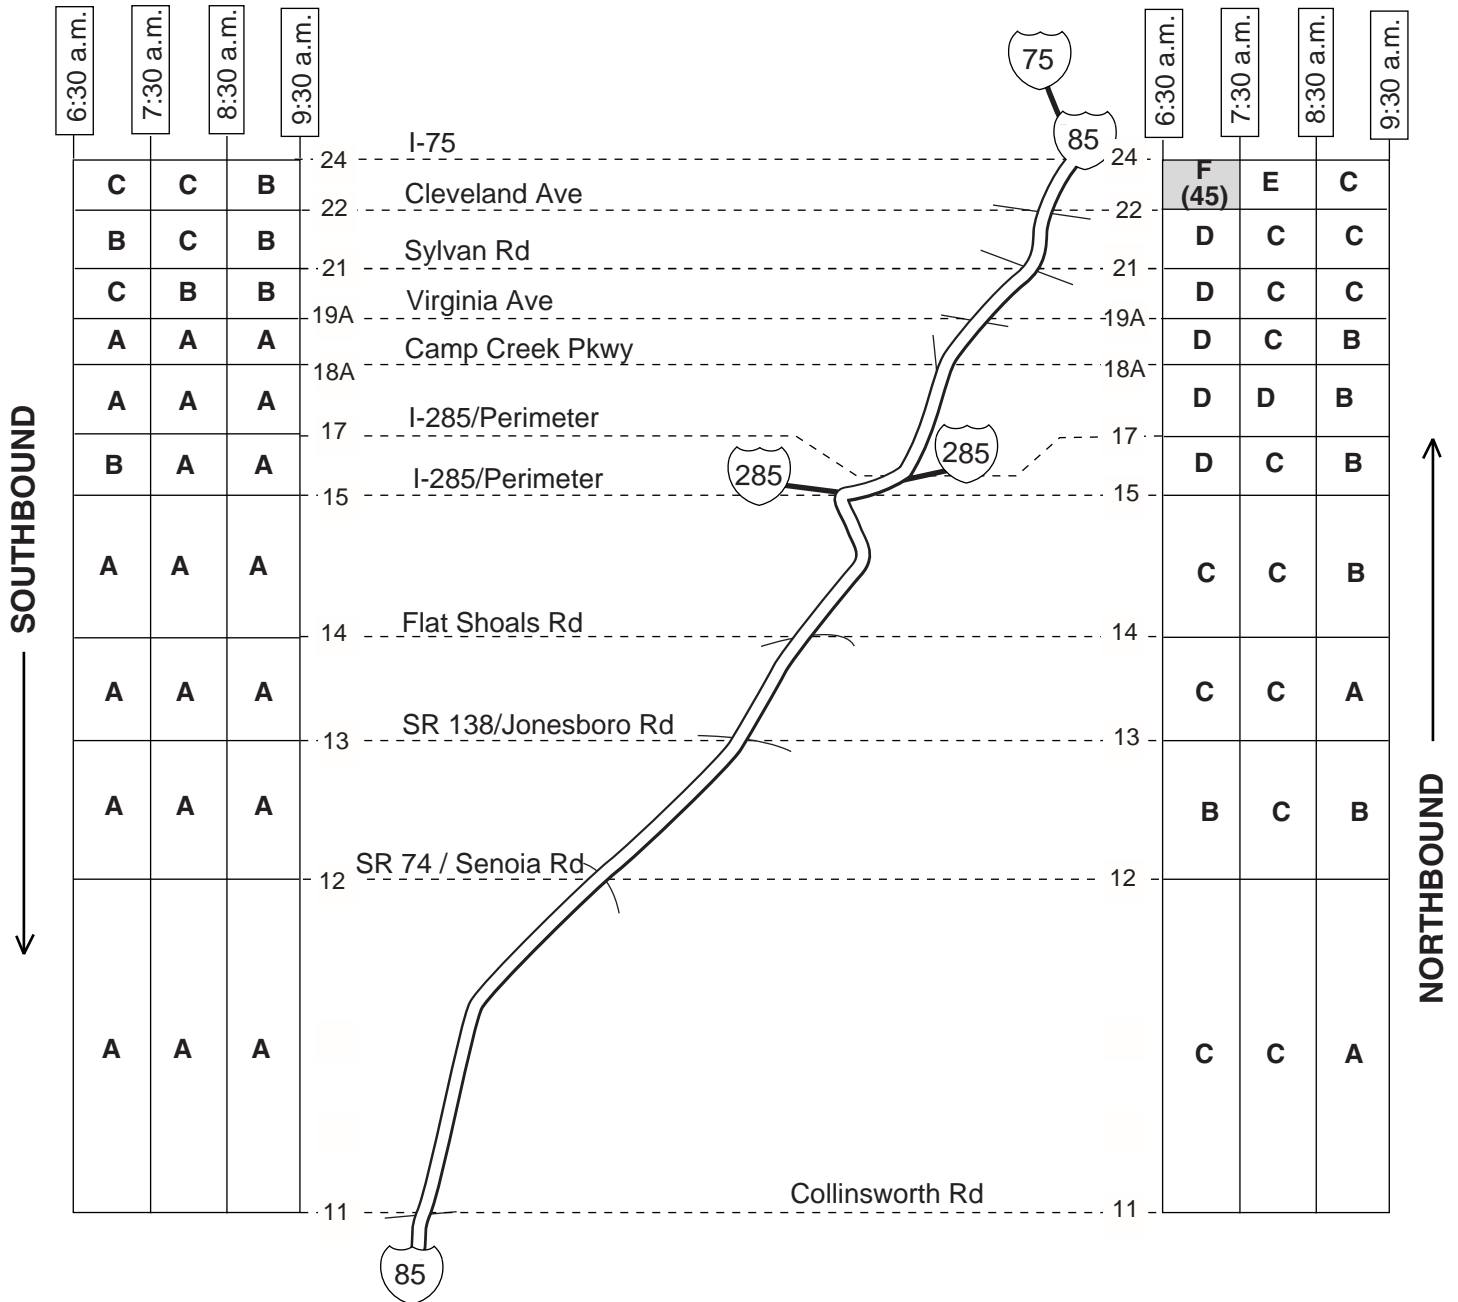 6:30 a.m. 7:30 a.m. 8:30 a.m. 9:30 a.m. 6:30 a.m. 7:30 a.m. 8:30 a.m. 9:30 a.m.
75
85
24 I-75 24
C C B F (45) E C
22 Cleveland Ave 22
B C B D C C
21 Sylvan Rd 21
C B B D C C
19A Virginia Ave 19A
A A A D C B
18A Camp Creek Pkwy 18A
A A A D D B
17 I-285/Perimeter 17
B A A 285 285 D C B
15 I-285/Perimeter 15
A A A C C B
14 Flat Shoals Rd 14
A A A C C A
13 SR 138/Jonesboro Rd 13
A A A B C B
12 SR 74 / Senoia Rd 12
A A A C C A
11 Collinsworth Rd 11
85
SOUTHBOUND
NORTHBOUND